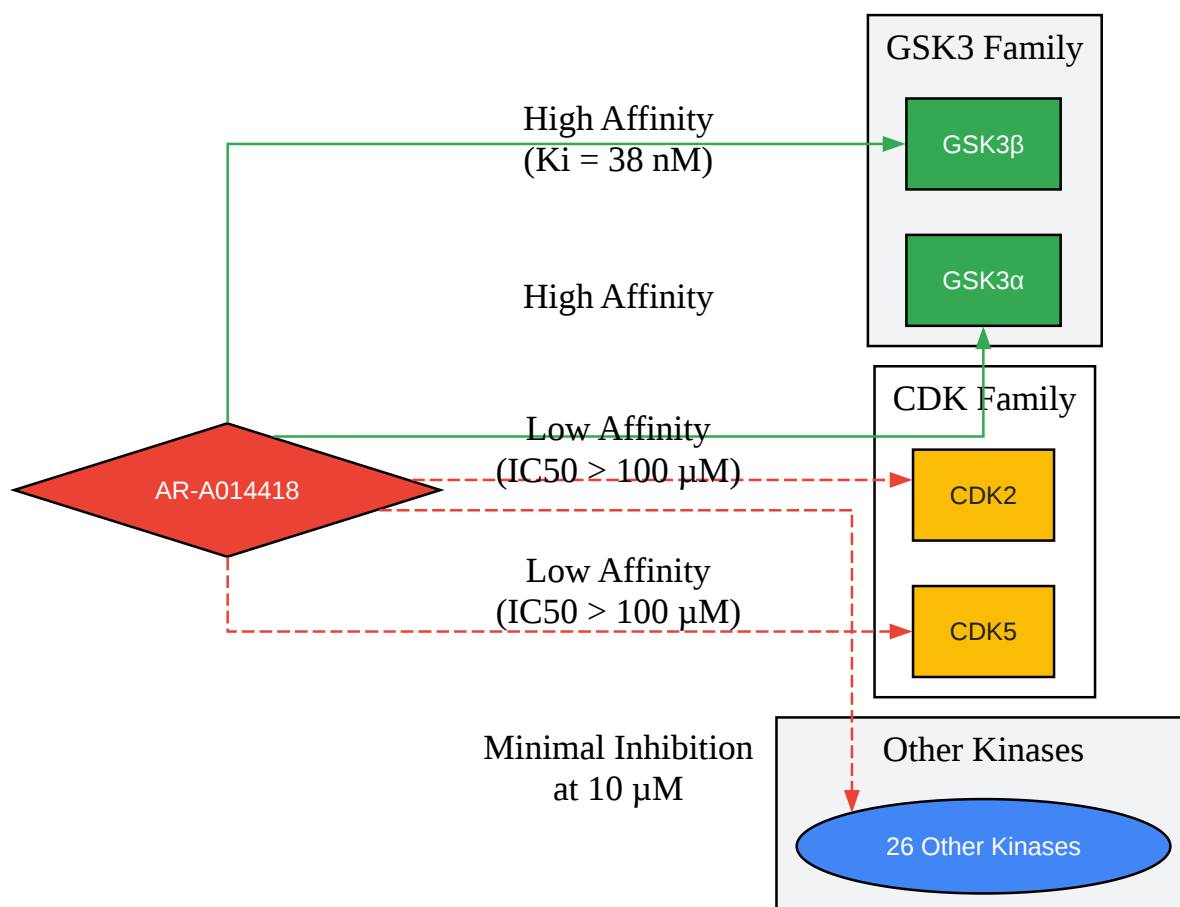 GSK3 Family
High Affinity
(Ki = 38 nM)
GSK3β
High Affinity
GSK3α
CDK Family
Low Affinity
(IC50 > 100 µM)
AR-A014418
CDK2
Low Affinity
(IC50 > 100 µM)
CDK5
Minimal Inhibition
at 10 µM
Other Kinases
26 Other Kinases